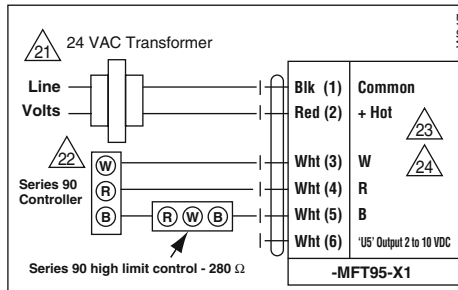 21
24 VAC Transformer
Line
Volts
Blk (1) Common
Red (2) + Hot
23
24
22
Series 90
Controller
W
R
B
R W B
Wht (3) W
Wht (4) R
Wht (5) B
Wht (6) 'U5' Output 2 to 10 VDC
Series 90 high limit control - 280 Ω
-MFT95-X1